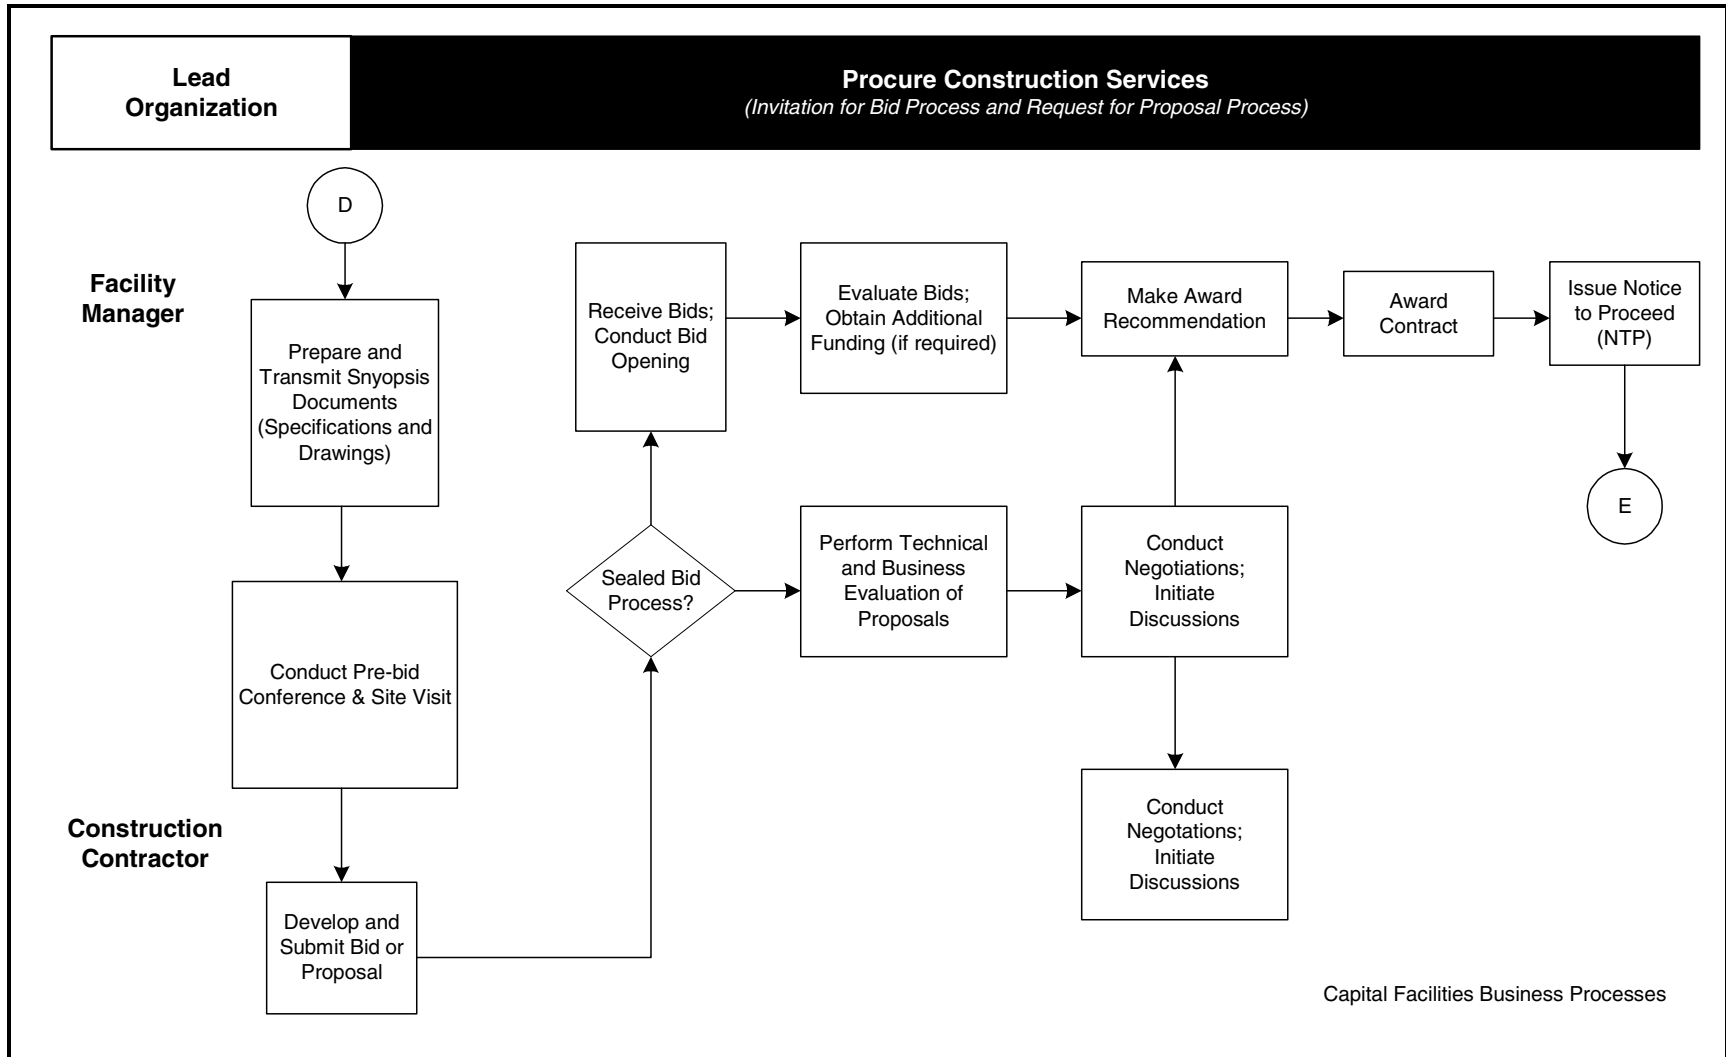 Lead
Organization
Procure Construction Services
(Invitation for Bid Process and Request for Proposal Process)
D
Facility
Manager
Prepare and
Transmit Snyopsis
Documents
(Specifications and
Drawings)
Conduct Pre-bid
Conference & Site Visit
Construction
Contractor
Develop and
Submit Bid or
Proposal
Sealed Bid
Process?
Receive Bids;
Conduct Bid
Opening
Evaluate Bids;
Obtain Additional
Funding (if required)
Perform Technical
and Business
Evaluation of
Proposals
Conduct
Negotiations;
Initiate
Discussions
Conduct
Negotations;
Initiate
Discussions
Make Award
Recommendation
Award
Contract
Issue Notice
to Proceed
(NTP)
E
Capital Facilities Business Processes